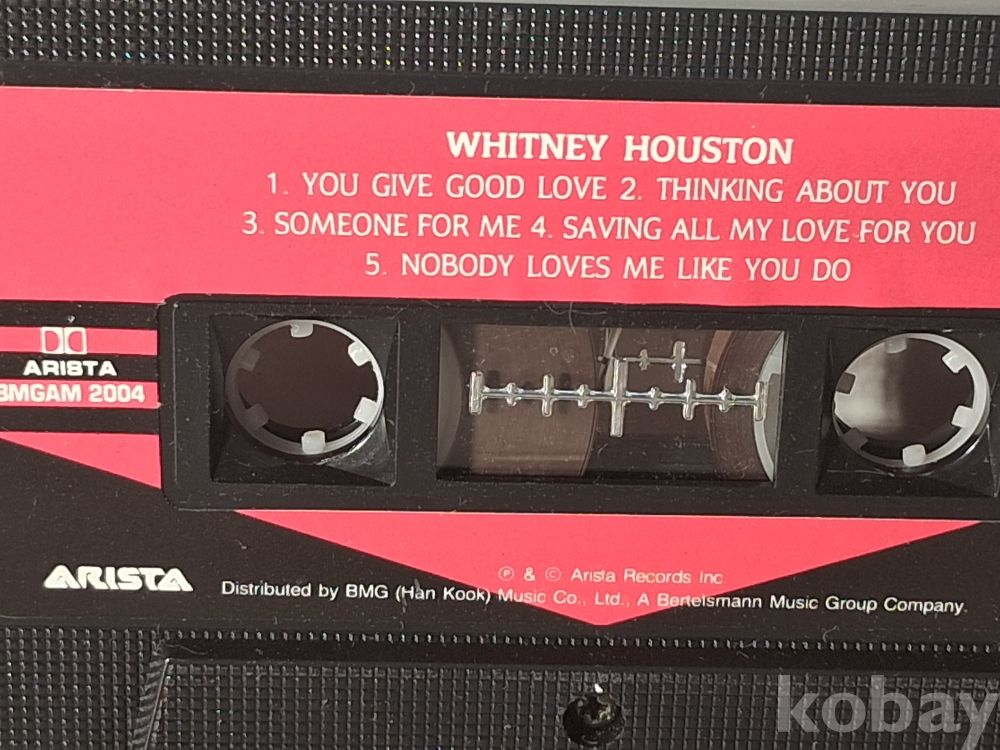 WHITNEY HOUSTON
1. YOU GIVE GOOD LOVE 2. THINKING ABOUT YOU
3. SOMEONE FOR ME 4. SAVING ALL MY LOVE FOR YOU
5. NOBODY LOVES ME LIKE YOU DO
ARISTA
BMGAM 2004
ARISTA
Ⓟ & © Arista Records Inc
Distributed by BMG (Han Kook) Music Co., Ltd., A Bertelsmann Music Group Company.
kobay